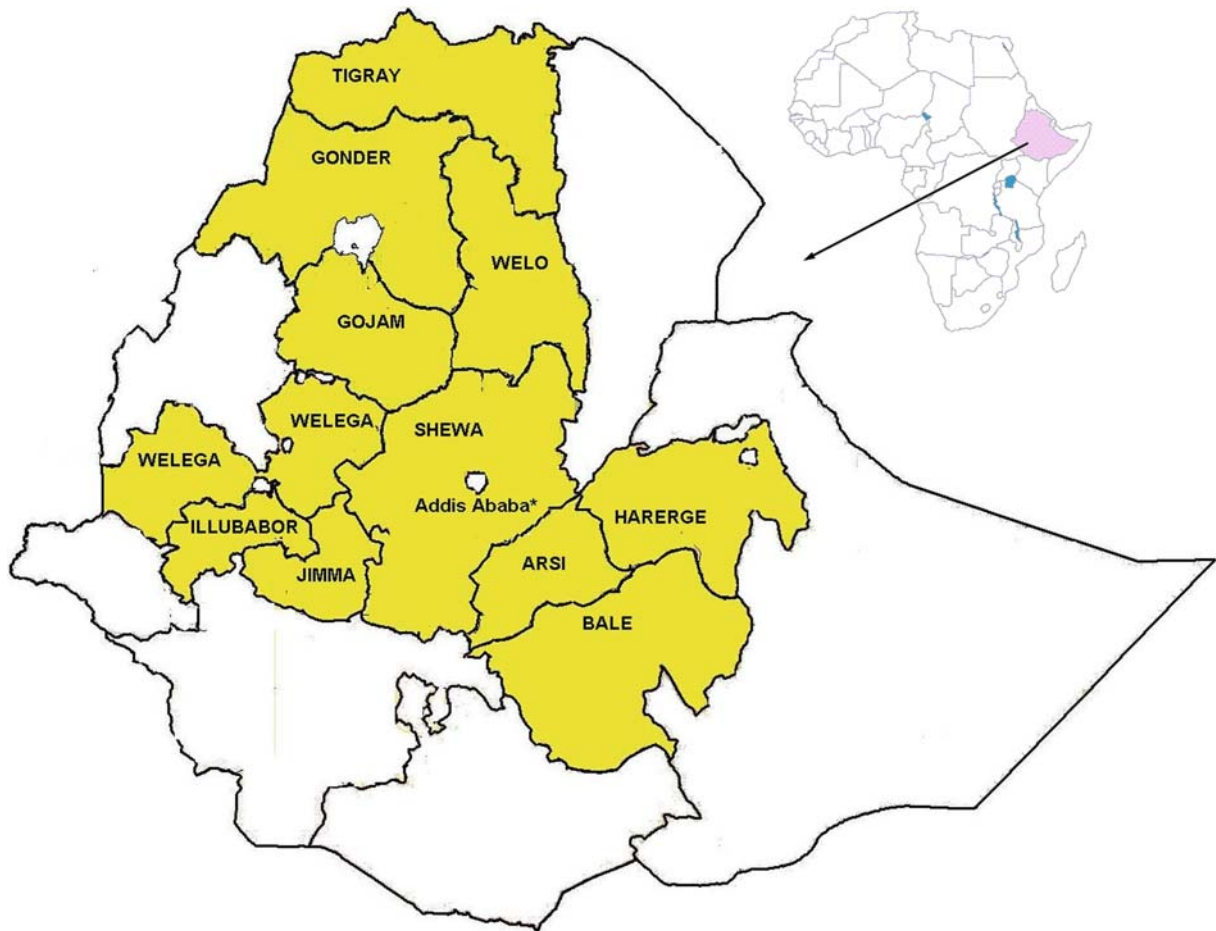 TIGRAY
GONDER
WELO
GOJAM
WELEGA
SHEWA
WELEGA
Addis Ababa*
HARERGE
ILLUBABOR
ARSI
JIMMA
BALE